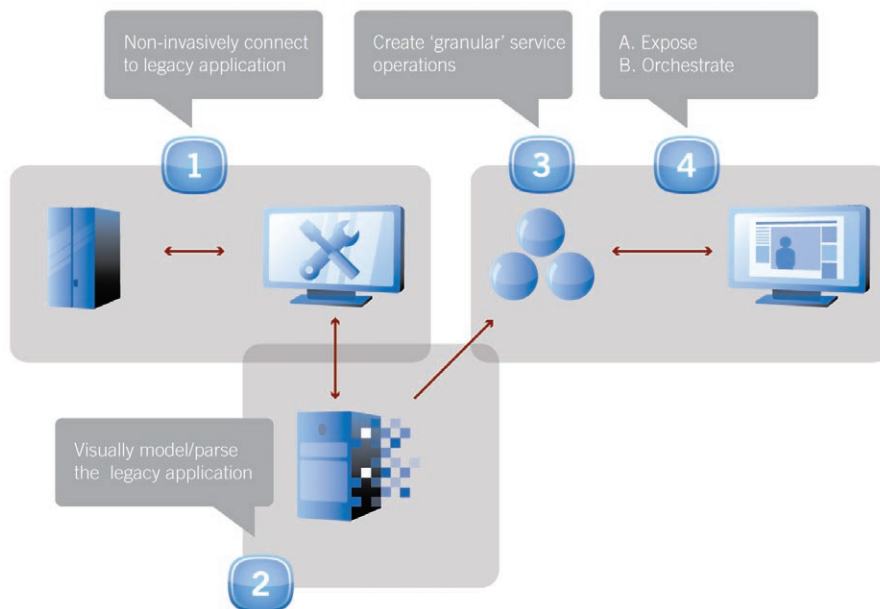 Non-invasively connect
to legacy application
1
Create ‘granular’ service
operations
3
A. Expose
B. Orchestrate
4
Visually model/parse
the legacy application
2